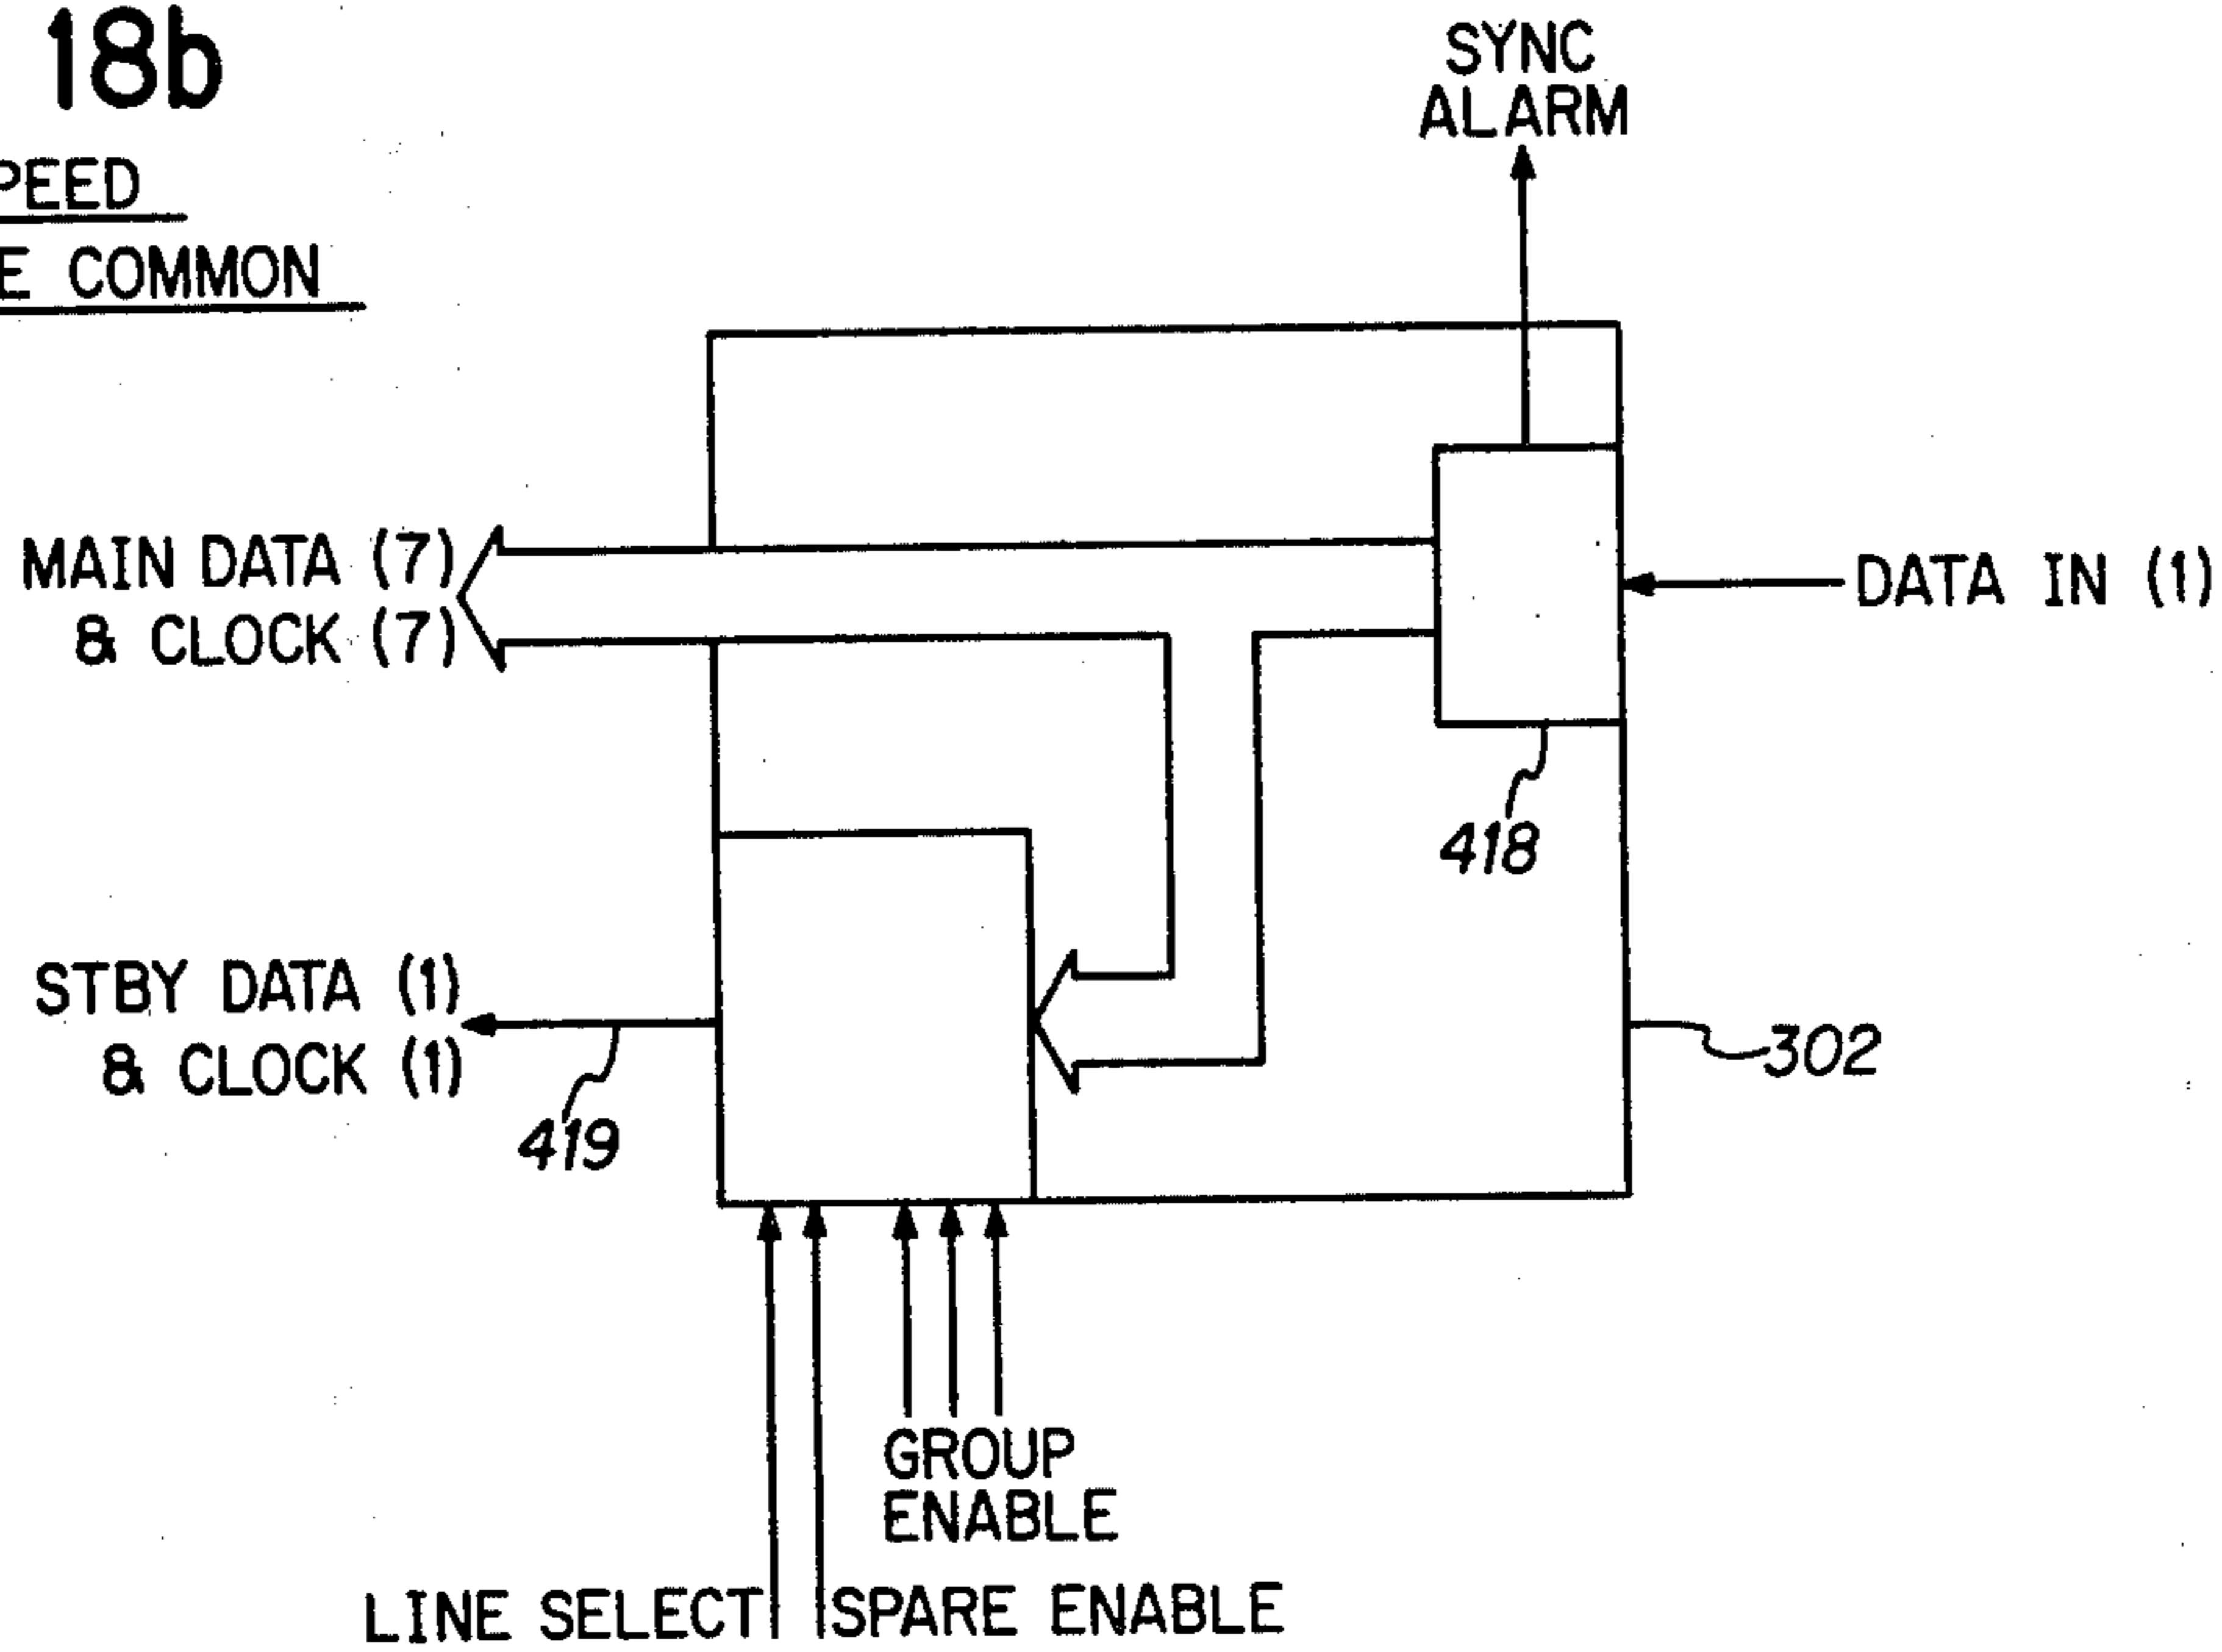 18b
PEED
E COMMON
SYNC
ALARM
MAIN DATA (7)
& CLOCK (7)
DATA IN (1)
418
STBY DATA (1)
& CLOCK (1)
419
302
GROUP
ENABLE
LINE SELECT
SPARE ENABLE